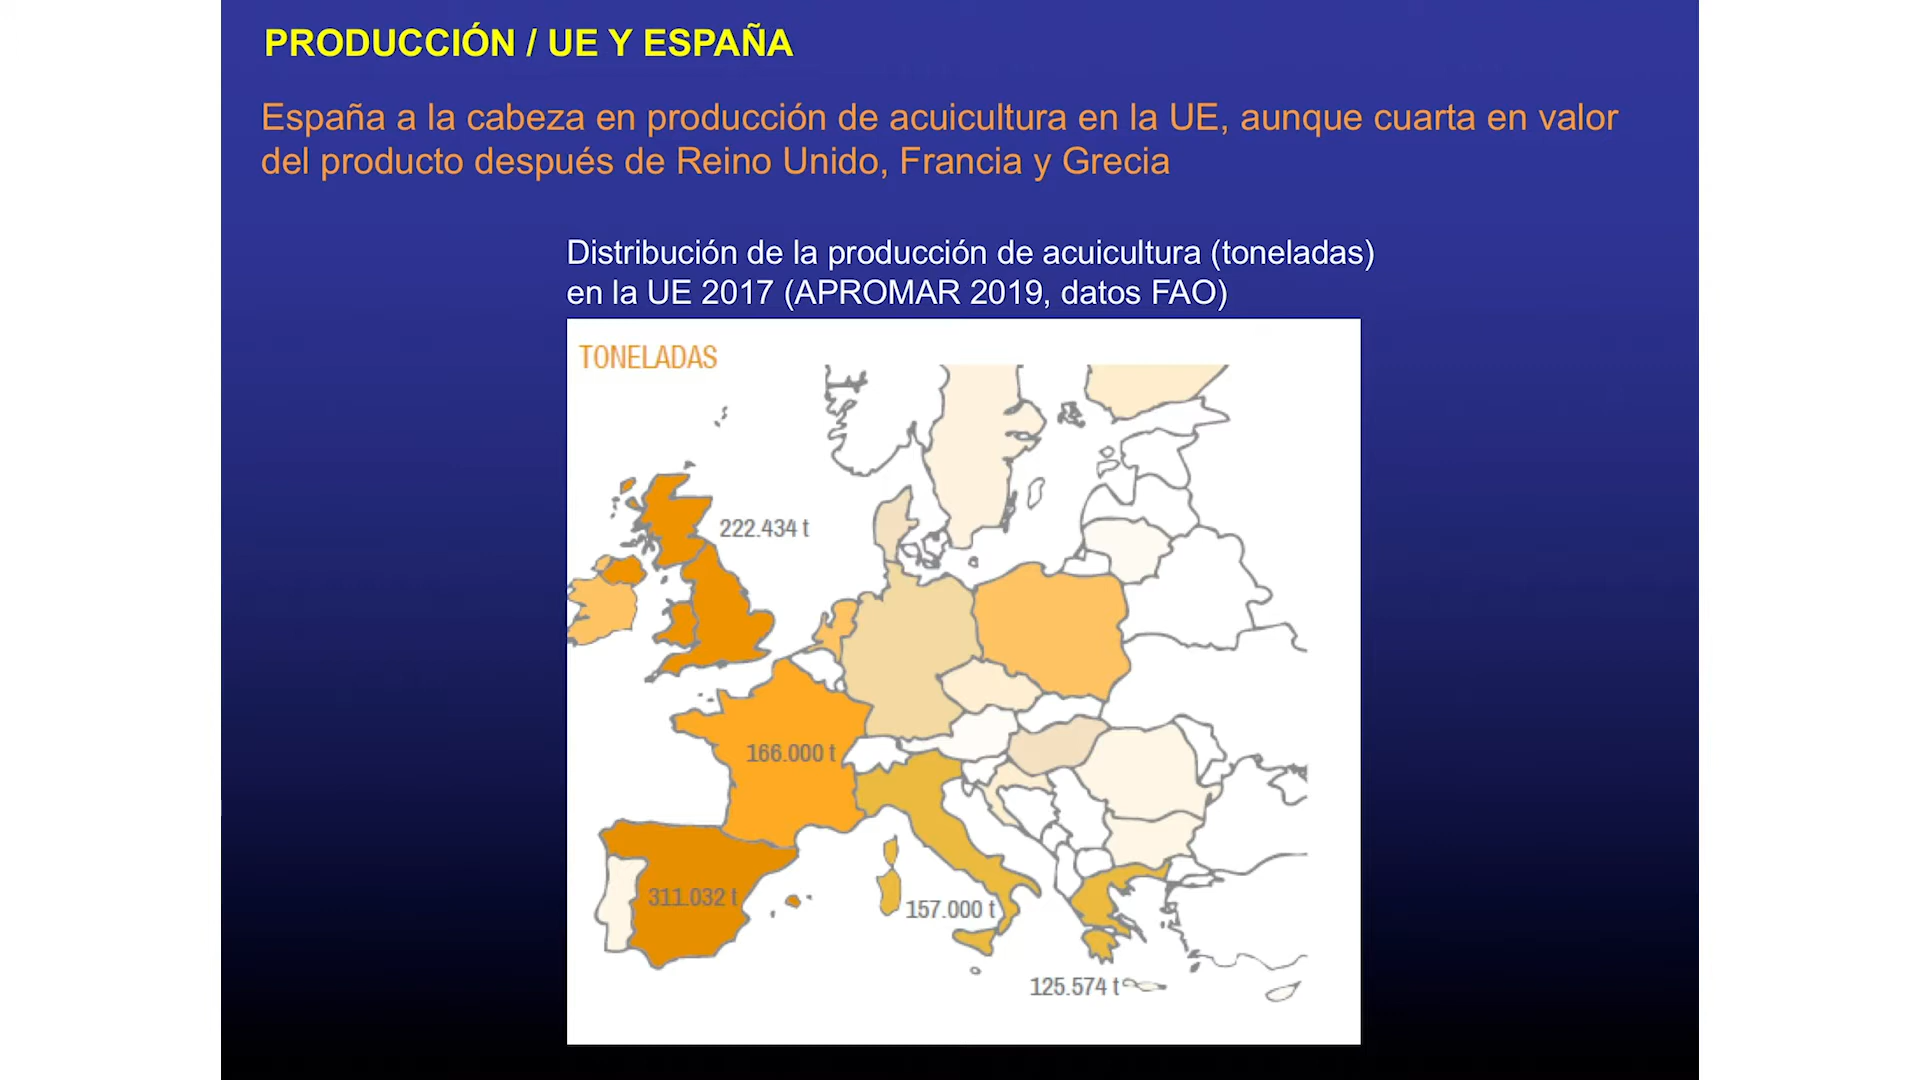 PRODUCCIÓN / UE Y ESPAÑA
España a la cabeza en producción de acuicultura en la UE, aunque cuarta en valor
del producto después de Reino Unido, Francia y Grecia
Distribución de la producción de acuicultura (toneladas)
en la UE 2017 (APROMAR 2019, datos FAO)
TONELADAS
222.434 t
166.000 t
311.032 t
157.000 t
125.574 t